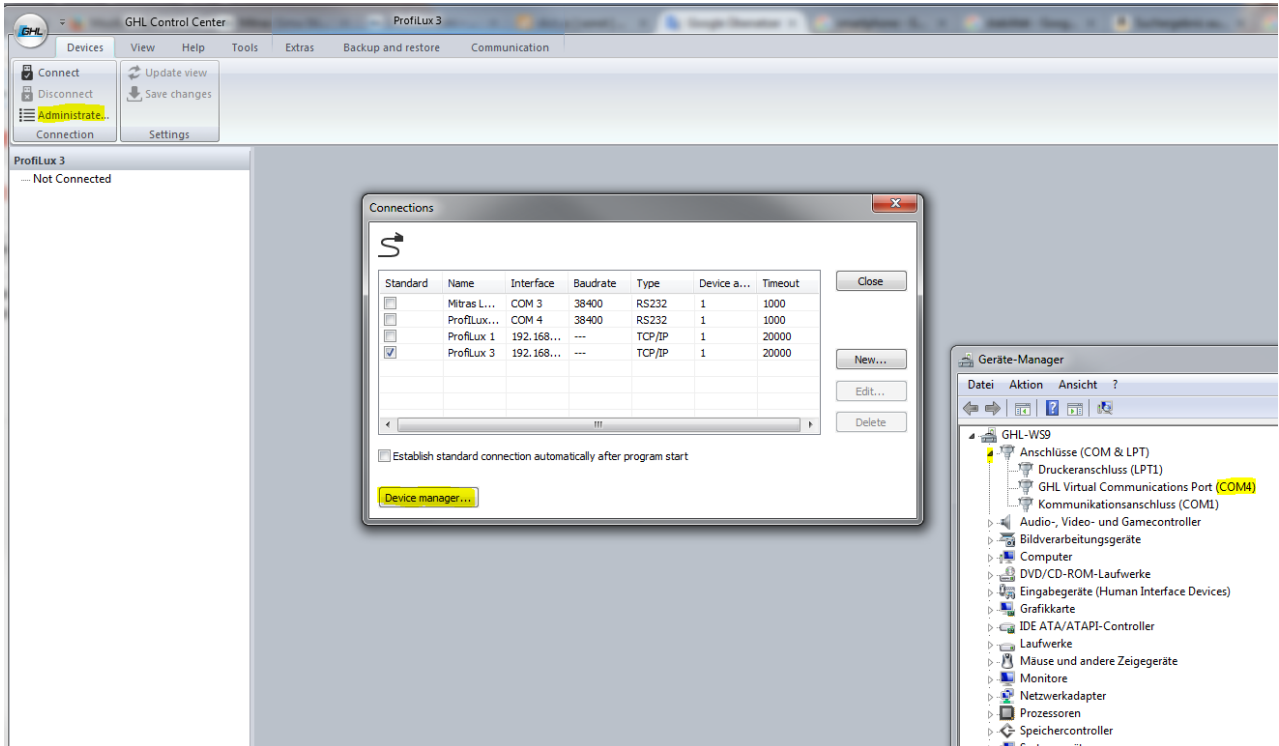 GHL
GHL Control Center
ProfiLux 3
Devices View Help Tools Extras Backup and restore Communication
Connect
Update view
Disconnect
Save changes
Administrate...
Connection
Settings
ProfiLux 3
Not Connected
Connections
Standard Name Interface Baudrate Type Device a... Timeout
Mitras L... COM 3 38400 RS232 1 1000
ProfILux... COM 4 38400 RS232 1 1000
ProfiLux 1 192.168... --- TCP/IP 1 20000
ProfiLux 3 192.168... --- TCP/IP 1 20000
Close
New...
Edit...
Delete
Establish standard connection automatically after program start
Device manager...
Geräte-Manager
Datei Aktion Ansicht ?
GHL-WS9
Anschlüsse (COM & LPT)
Druckeranschluss (LPT1)
GHL Virtual Communications Port (COM4)
Kommunikationsanschluss (COM1)
Audio-, Video- und Gamecontroller
Bildverarbeitungsgeräte
Computer
DVD/CD-ROM-Laufwerke
Eingabegeräte (Human Interface Devices)
Grafikkarte
IDE ATA/ATAPI-Controller
Laufwerke
Mäuse und andere Zeigegeräte
Monitore
Netzwerkadapter
Prozessoren
Speichercontroller